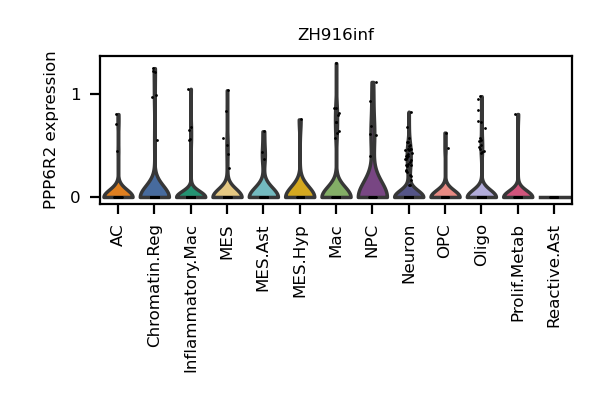 ZH916inf
PPP6R2 expression
1
0
AC
Chromatin.Reg
Inflammatory.Mac
MES
MES.Ast
MES.Hyp
Mac
NPC
Neuron
OPC
Oligo
Prolif.Metab
Reactive.Ast